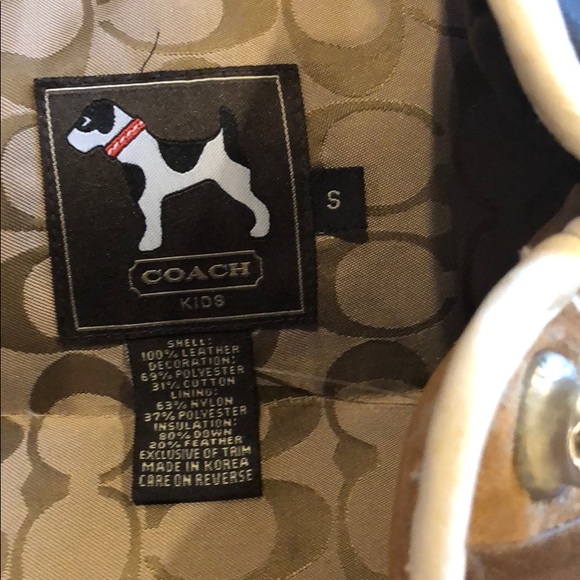 COACH
KIDS
S
SHELL:
100% LEATHER
DECORATION:
69% POLYESTER
31% COTTON
LINING:
63% NYLON
37% POLYESTER
INSULATION:
80% DOWN
20% FEATHER
EXCLUSIVE OF TRIM
MADE IN KOREA
CARE ON REVERSE